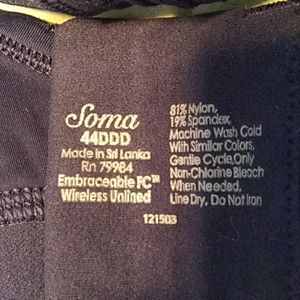 Soma
44DDD
Made in Sri Lanka
Rn 79984
Embraceable FC™
Wireless Unlined
81% Nylon,
19% Spandex,
Machine Wash Cold
With Similar Colors,
Gentle Cycle,Only
Non-Chlorine Bleach
When Needed,
Line Dry, Do Not Iron
121503